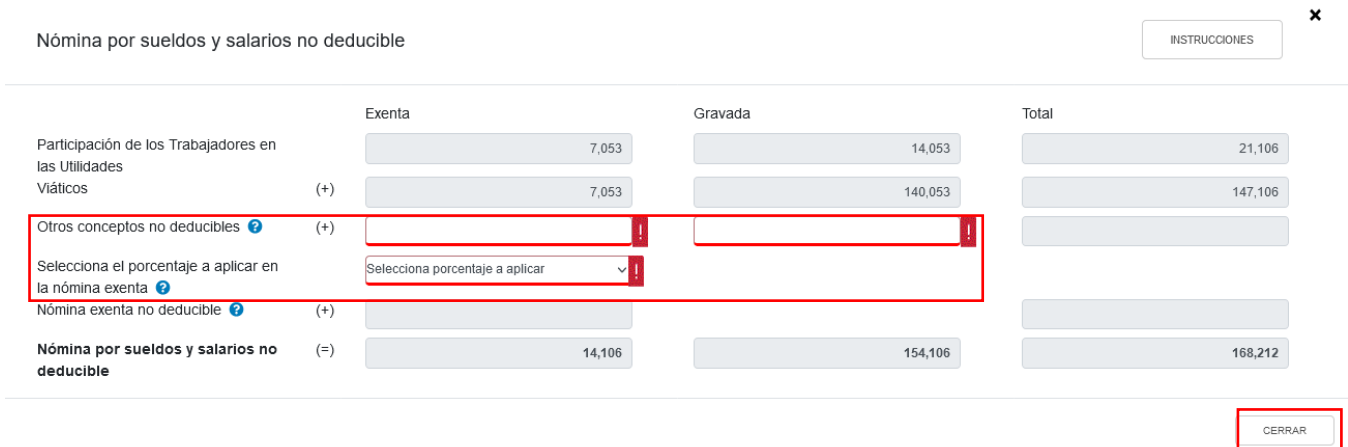 ×
Nómina por sueldos y salarios no deducible
INSTRUCCIONES
Exenta Gravada Total
Participación de los Trabajadores en 7,053 14,053 21,106
las Utilidades
Viáticos (+) 7,053 140,053 147,106
Otros conceptos no deducibles ? (+) ! !
Selecciona el porcentaje a aplicar en Selecciona porcentaje a aplicar !
la nómina exenta ?
Nómina exenta no deducible ? (+)
Nómina por sueldos y salarios no (=) 14,106 154,106 168,212
deducible
CERRAR